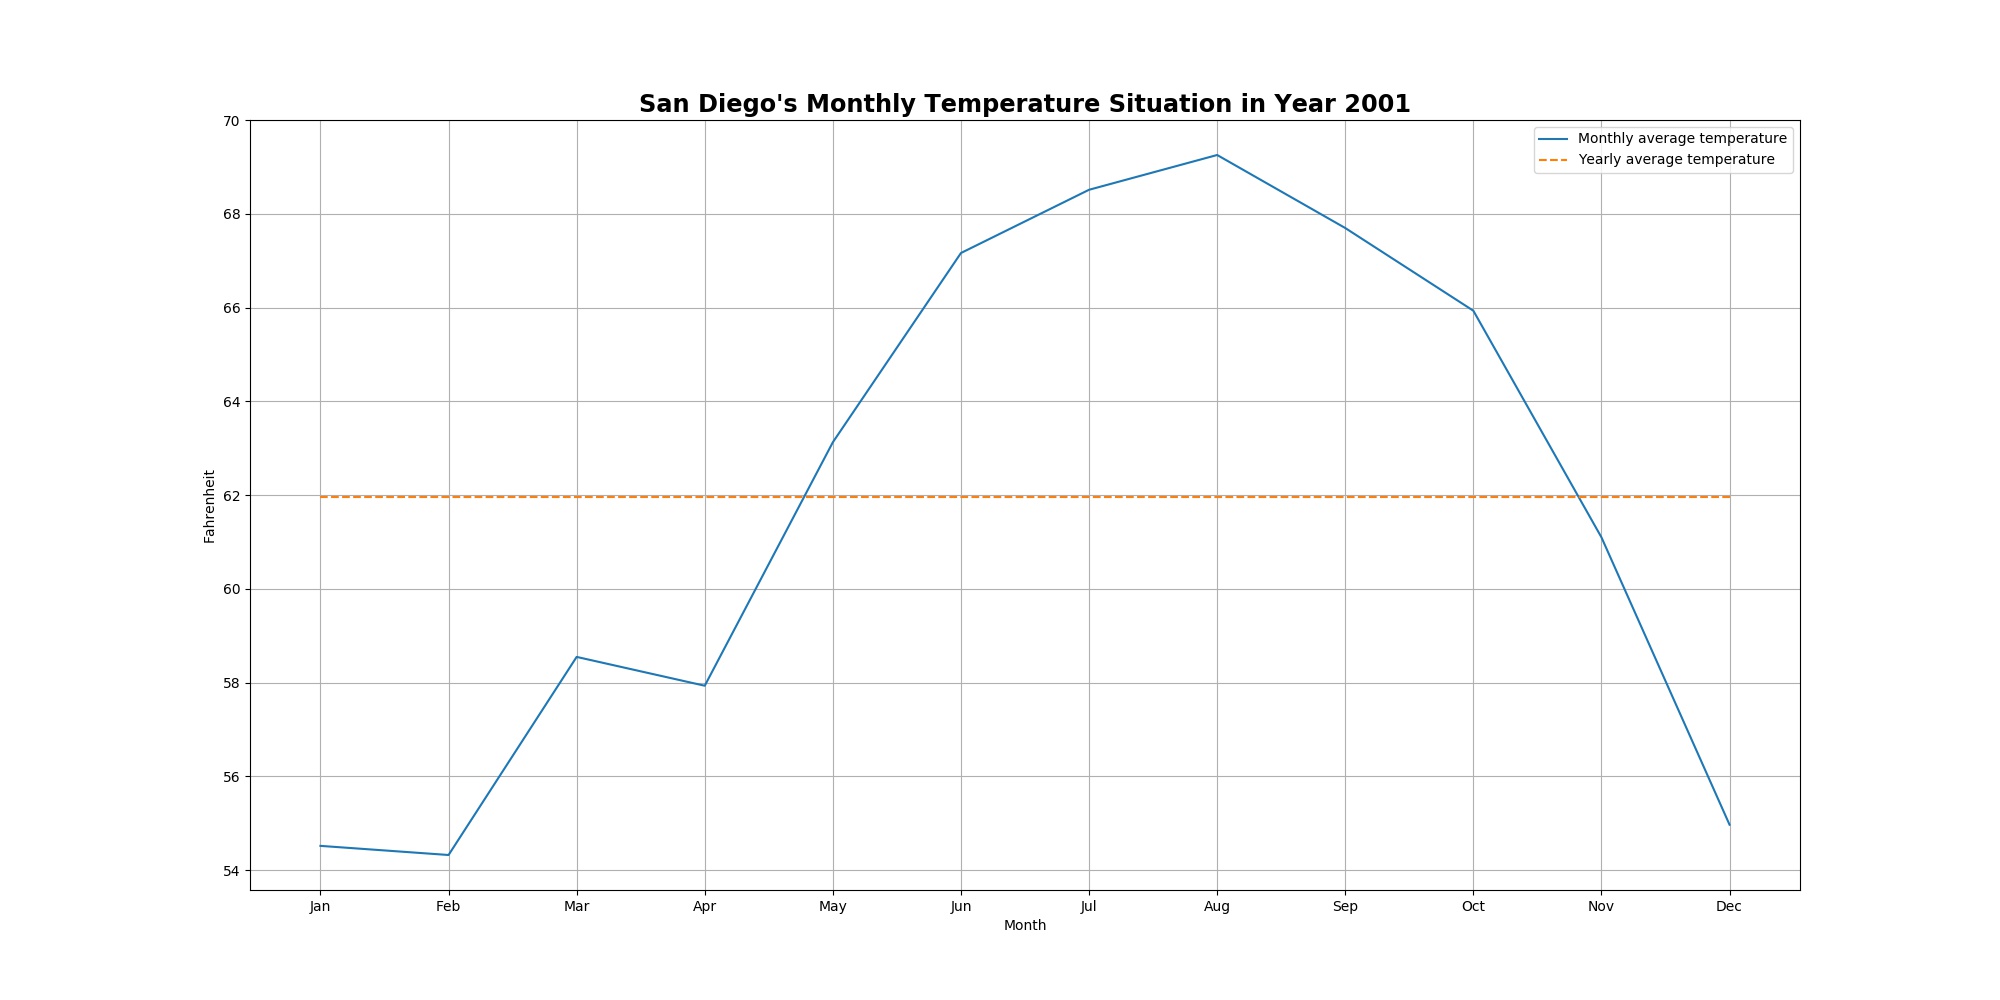 San Diego's Monthly Temperature Situation in Year 2001
Monthly average temperature
Yearly average temperature
70
68
66
64
62
60
58
56
54
Fahrenheit
Jan Feb Mar Apr May Jun Jul Aug Sep Oct Nov Dec
Month